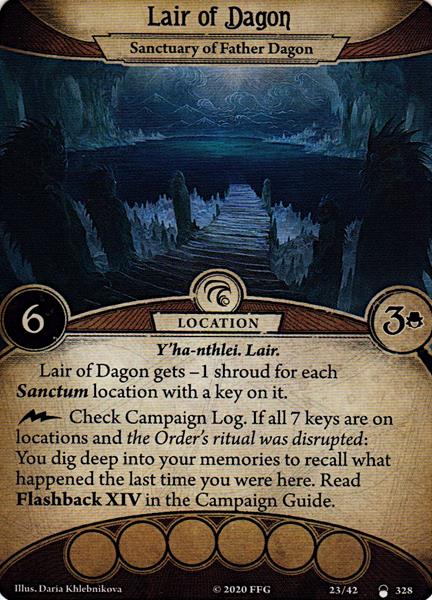 Lair of Dagon
Sanctuary of Father Dagon
6
3
LOCATION
Y'ha-nthlei. Lair.
Lair of Dagon gets –1 shroud for each
Sanctum location with a key on it.
Check Campaign Log. If all 7 keys are on
locations and the Order's ritual was disrupted:
You dig deep into your memories to recall what
happened the last time you were here. Read
Flashback XIV in the Campaign Guide.
Illus. Daria Khlebnikova
© 2020 FFG
23/42
328